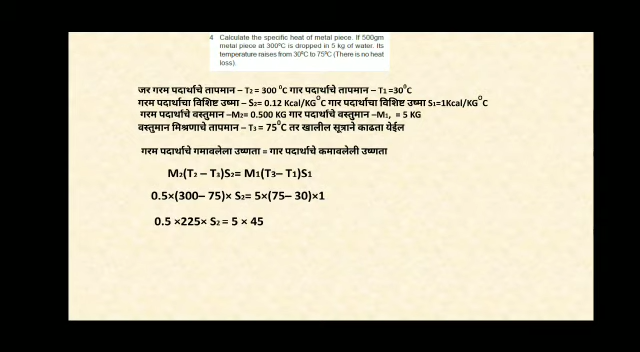 4 Calculate the specific heat of metal piece. If 500gm
metal piece at 300°C is dropped in 5 kg of water. Its
temperature raises from 30°C to 75°C (There is no heat
loss).
जर गरम पदार्थाचे तापमान – T₂ = 300 ⁰C गार पदार्थाचे तापमान – T₁ =30⁰C
गरम पदार्थाचा विशिष्ट उष्मा – S₂= 0.12 Kcal/KG⁰C गार पदार्थाचा विशिष्ट उष्मा S₁=1Kcal/KG⁰C
गरम पदार्थाचे वस्तुमान –M₂= 0.500 KG गार पदार्थाचे वस्तुमान –M₁, = 5 KG
वस्तुमान मिश्रणाचे तापमान – T₃ = 75⁰C तर खालील सूत्राने काढता येईल
गरम पदार्थाचे गमावलेला उष्णता = गार पदार्थाचे कमावलेली उष्णता
M₂(T₂ – T₃)S₂= M₁(T₃– T₁)S₁
0.5×(300– 75)× S₂= 5×(75– 30)×1
0.5 ×225× S₂ = 5 × 45